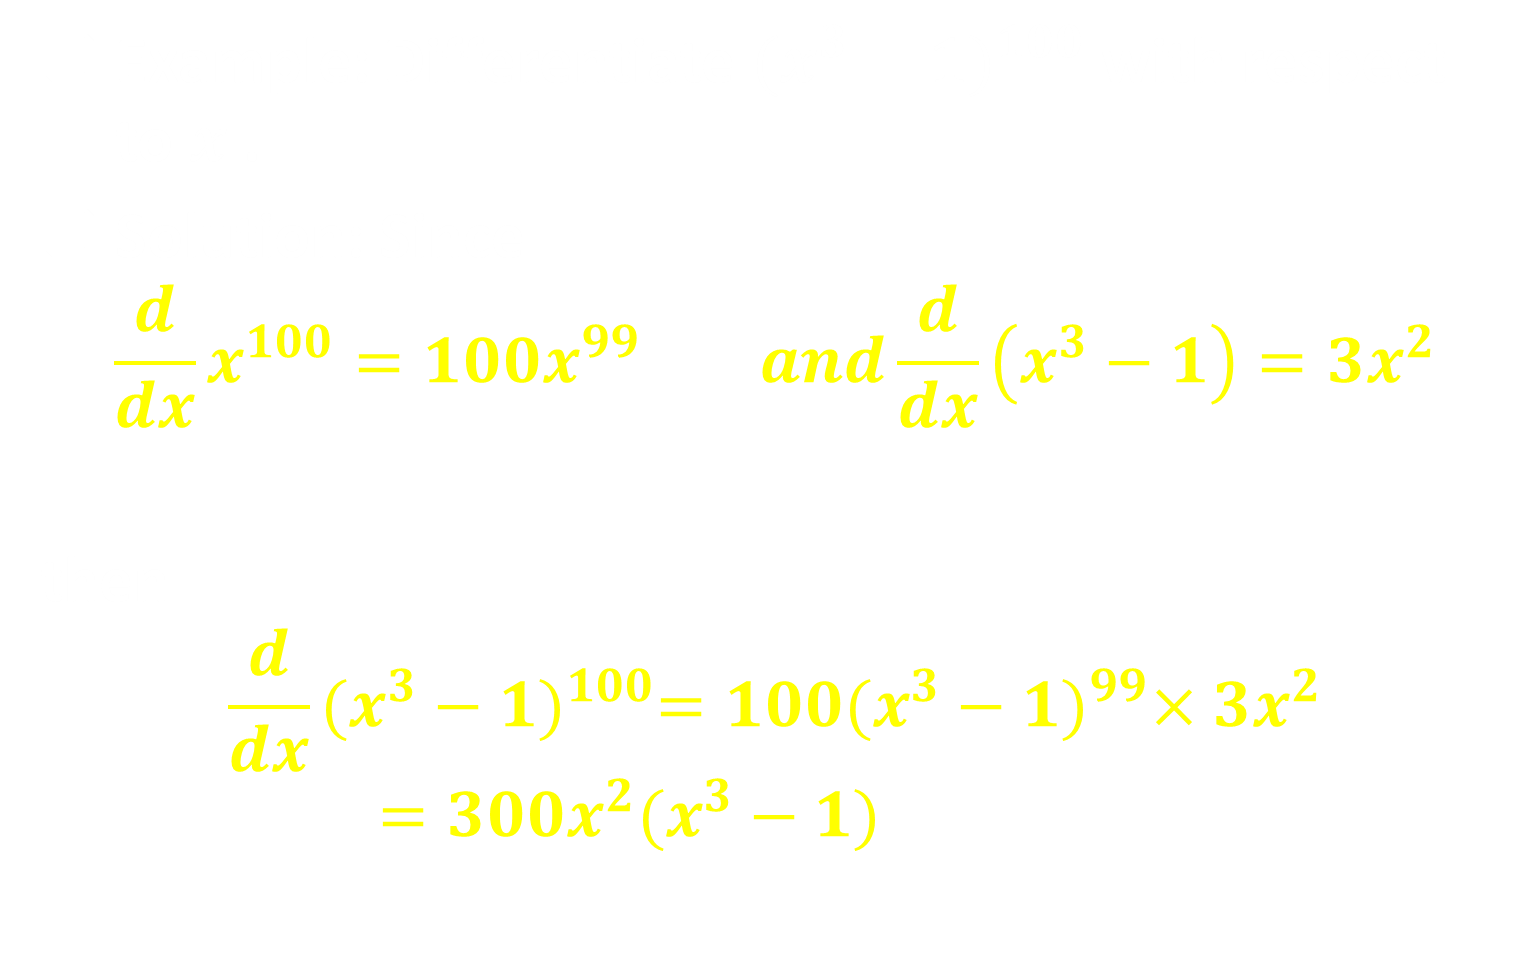 d/dx x^100 = 100x^99 and d/dx (x^3 − 1) = 3x^2
d/dx (x^3 − 1)^100 = 100(x^3 − 1)^99 × 3x^2
= 300x^2(x^3 − 1)